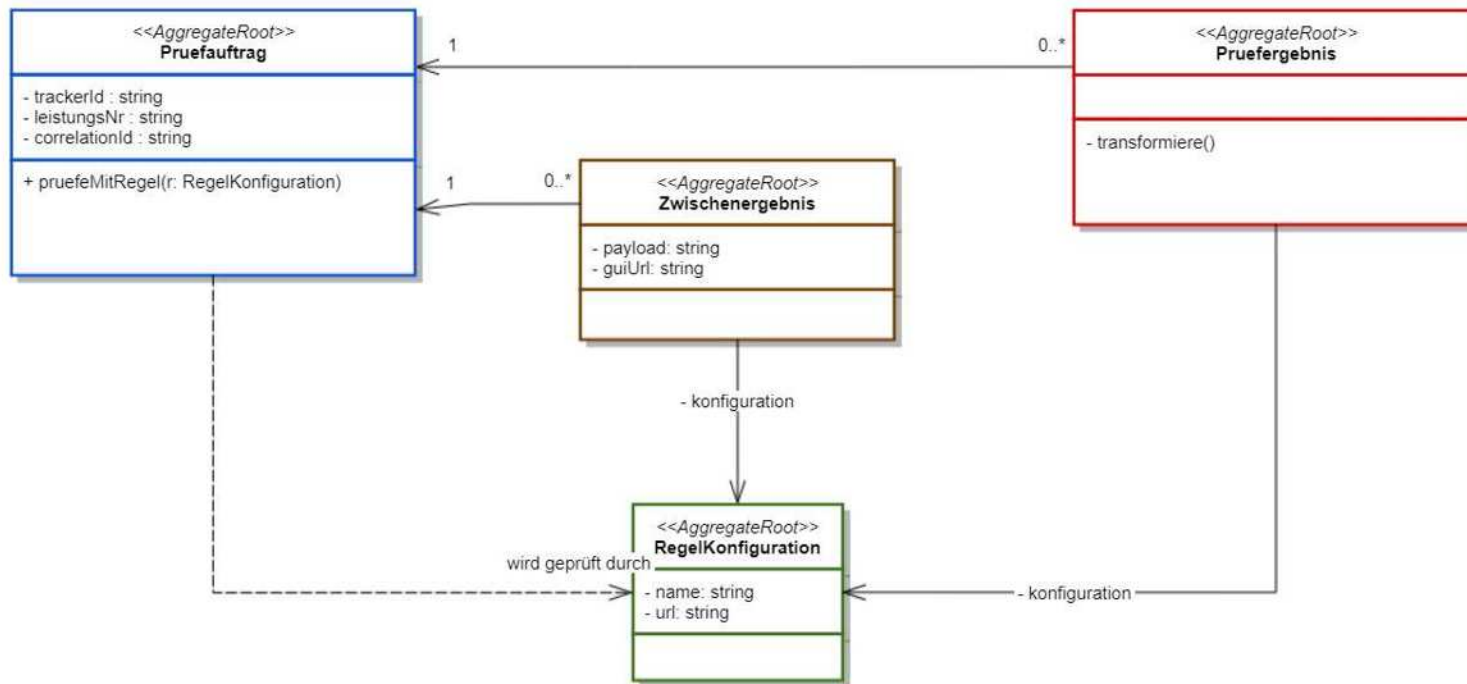 <<AggregateRoot>>
Pruefauftrag
- trackerId : string
- leistungsNr : string
- correlationId : string
+ pruefeMitRegel(r: RegelKonfiguration)
1
0..*
<<AggregateRoot>>
Pruefergebnis
- transformiere()
1
0..*
<<AggregateRoot>>
Zwischenergebnis
- payload: string
- guiUrl: string
- konfiguration
<<AggregateRoot>>
RegelKonfiguration
- name: string
- url: string
wird geprüft durch
- konfiguration